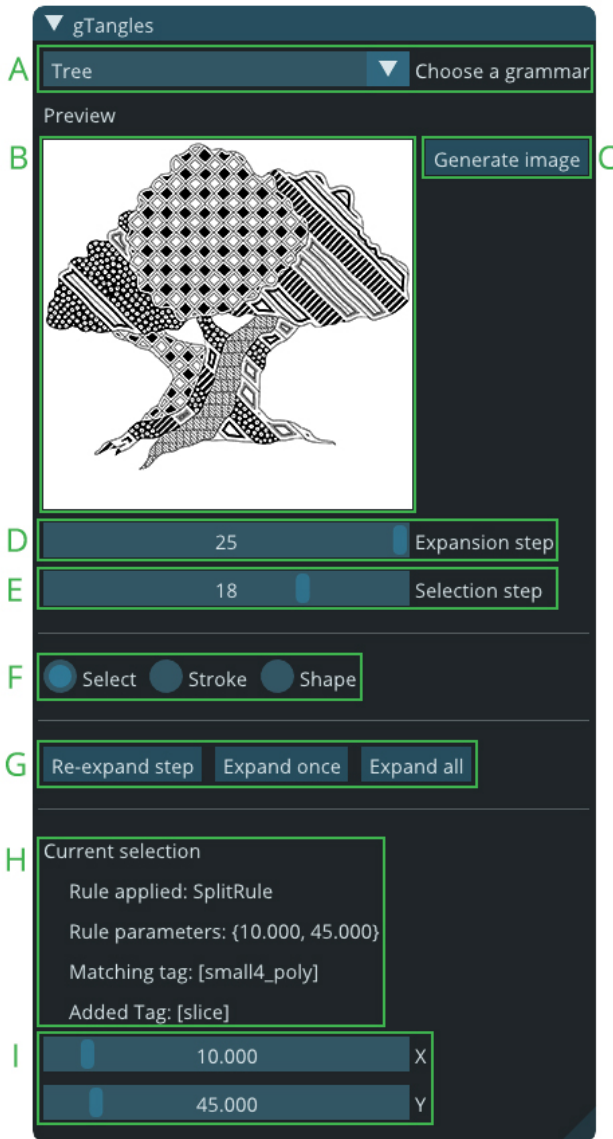 gTangles
A Tree Choose a grammar
Preview
B Generate image C
D 25 Expansion step
E 18 Selection step
F Select Stroke Shape
G Re-expand step Expand once Expand all
H Current selection
Rule applied: SplitRule
Rule parameters: {10.000, 45.000}
Matching tag: [small4_poly]
Added Tag: [slice]
I 10.000 X
45.000 Y